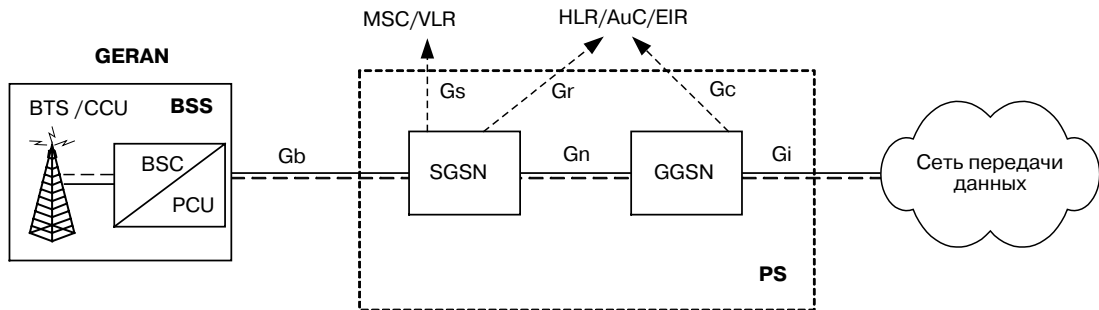 MSC/VLR
HLR/AuC/EIR
GERAN
Gs
Gr
Gc
BTS /CCU
BSS
BSC
PCU
Gb
SGSN
Gn
GGSN
Gi
Сеть передачи
данных
PS